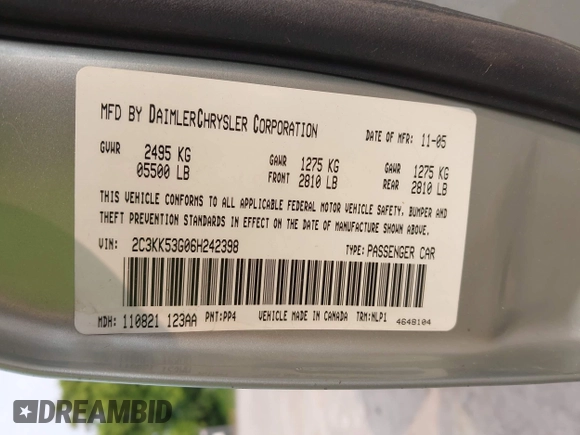 MFD BY DAIMLERCHRYSLER CORPORATION
DATE OF MFR: 11-05
GVWR 2495 KG
05500 LB
GAWR FRONT 1275 KG
2810 LB
GAWR REAR 1275 KG
2810 LB
THIS VEHICLE CONFORMS TO ALL APPLICABLE FEDERAL MOTOR VEHICLE SAFETY, BUMPER AND
THEFT PREVENTION STANDARDS IN EFFECT ON THE DATE OF MANUFACTURE SHOWN ABOVE.
VIN: 2C3KK53G06H242398 TYPE: PASSENGER CAR
MDH: 110821 123AA PNT:PP4 VEHICLE MADE IN CANADA TRM:NLP1 4648104
DREAMBID